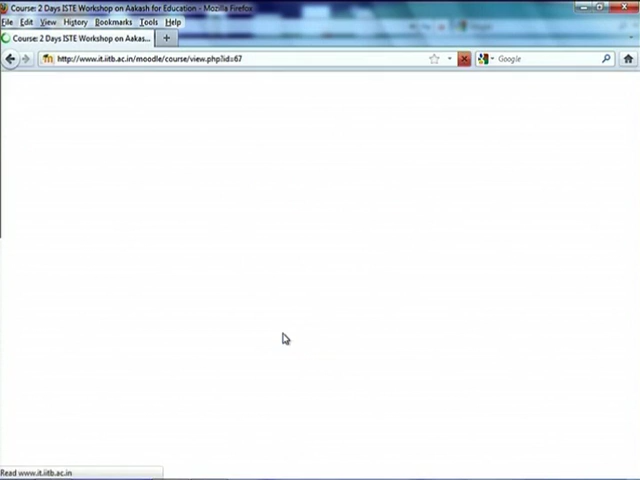 Course: 2 Days ISTE Workshop on Aakash for Education - Mozilla Firefox
File Edit View History Bookmarks Tools Help
Course: 2 Days ISTE Workshop on Aakas... +
http://www.it.iitb.ac.in/moodle/course/view.php?id=67 Google
Read www.it.iitb.ac.in